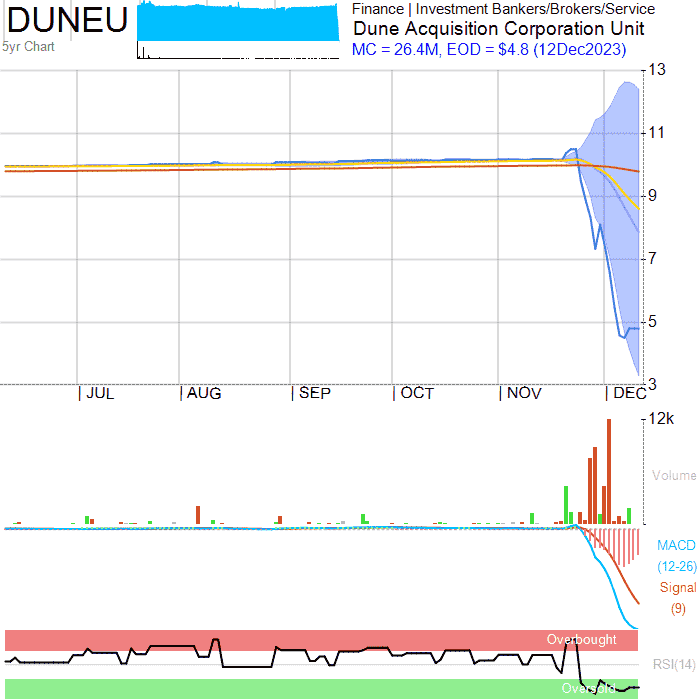 DUNEU
5yr Chart
Finance | Investment Bankers/Brokers/Service
Dune Acquisition Corporation Unit
MC = 26.4M, EOD = $4.8 (12Dec2023)
13
11
9
7
5
3
| JUL | AUG | SEP | OCT | NOV | DEC
12k
Volume
MACD
(12-26)
Signal
(9)
Overbought
RSI(14)
Oversold